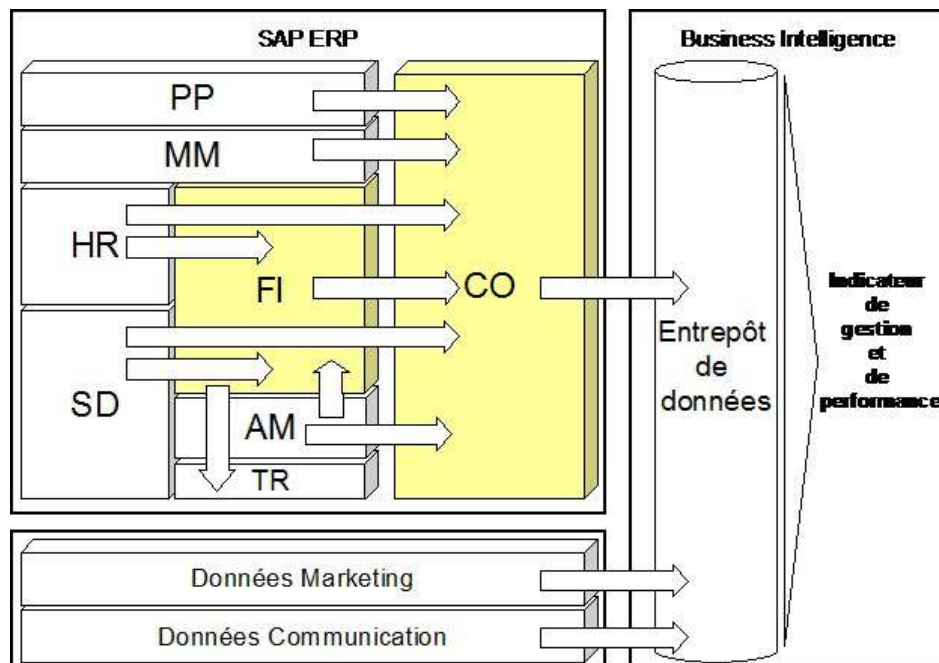 SAP ERP
Business Intelligence
PP
MM
HR
FI
CO
SD
AM
TR
Entrepôt
de
données
Indicateur
de
gestion
et
de
performance
Données Marketing
Données Communication